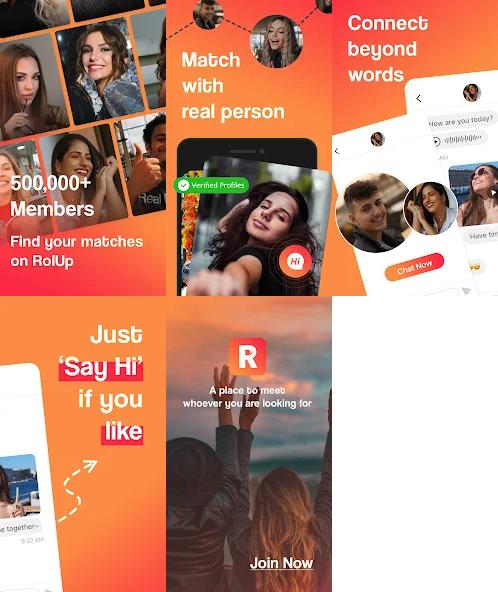 500,000+
Members
Find your matches
on RolUp
Match
with
real person
Verified Profiles
Hi
Connect
beyond
words
How are you today?
AM
Chat Now
Just
‘Say Hi’
if you
like
e together~
9:32 AM
R
A place to meet
whoever you are looking for
Join Now